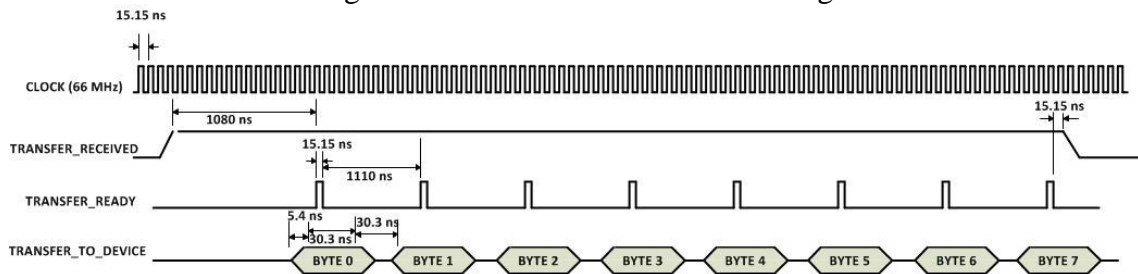 15.15 ns
CLOCK (66 MHz)
1080 ns
15.15 ns
TRANSFER_RECEIVED
15.15 ns
1110 ns
TRANSFER_READY
5.4 ns
30.3 ns
30.3 ns
TRANSFER_TO_DEVICE
BYTE 0 BYTE 1 BYTE 2 BYTE 3 BYTE 4 BYTE 5 BYTE 6 BYTE 7